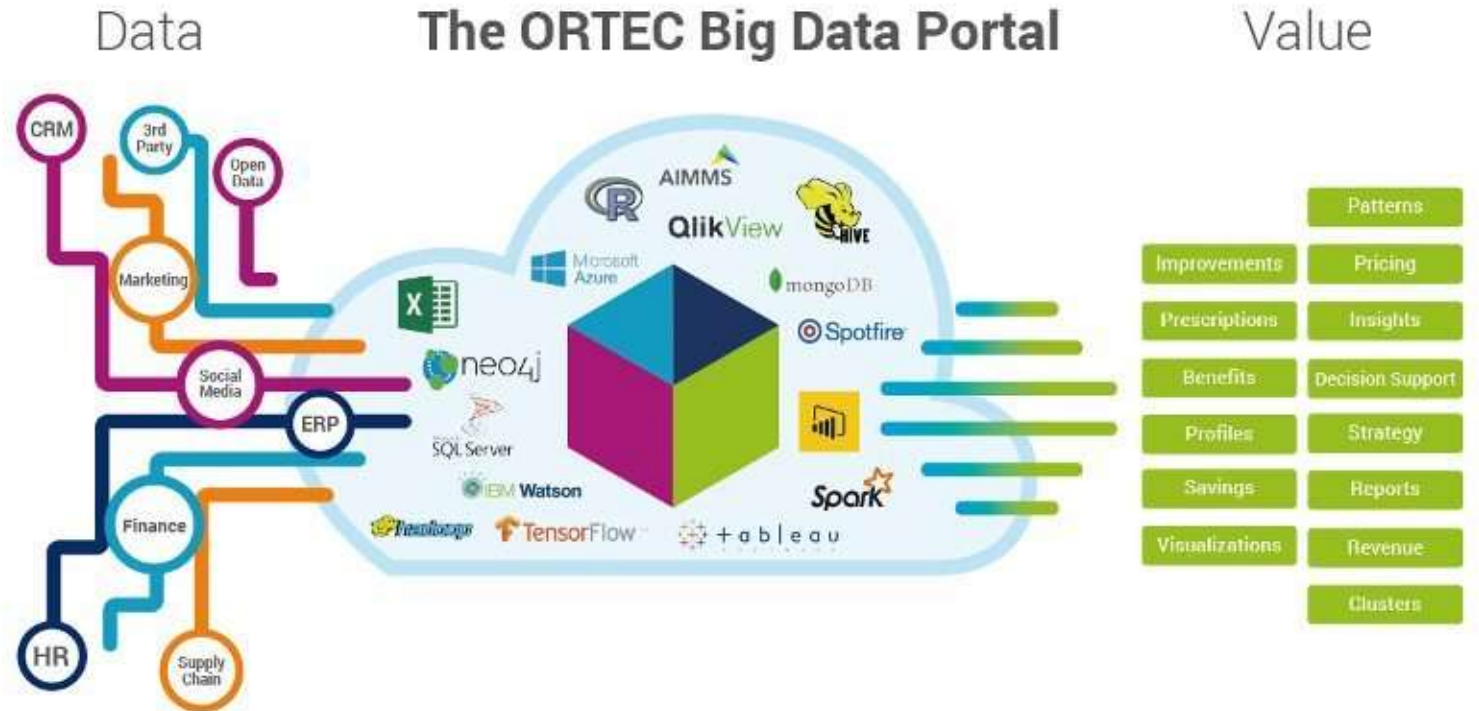 Data
The ORTEC Big Data Portal
Value
CRM
3rd
Party
Open
Data
Marketing
Social
Media
ERP
Finance
HR
Supply
Chain
R
AIMMS
QlikView
HIVE
Microsoft
Azure
mongoDB
X
Spotfire
neo4j
SQL Server
IBM Watson
Spark
hadoop
TensorFlow
+ableau
Patterns
Improvements
Pricing
Prescriptions
Insights
Benefits
Decision Support
Profiles
Strategy
Savings
Reports
Visualizations
Revenue
Clusters